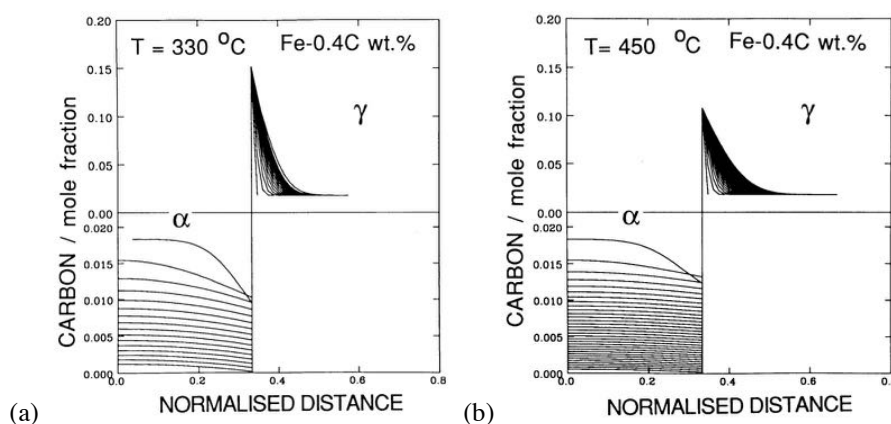 (a)
T = 330 °C Fe-0.4C wt.%
γ
α
CARBON / mole fraction
0.20
0.15
0.10
0.05
0.00
0.020
0.015
0.010
0.005
0.000
0.0 0.2 0.4 0.6 0.8
NORMALISED DISTANCE
(b)
T= 450 °C Fe-0.4C wt.%
γ
α
CARBON / mole fraction
0.20
0.15
0.10
0.05
0.00
0.020
0.015
0.010
0.005
0.000
0.0 0.2 0.4 0.6 0.8
NORMALISED DISTANCE